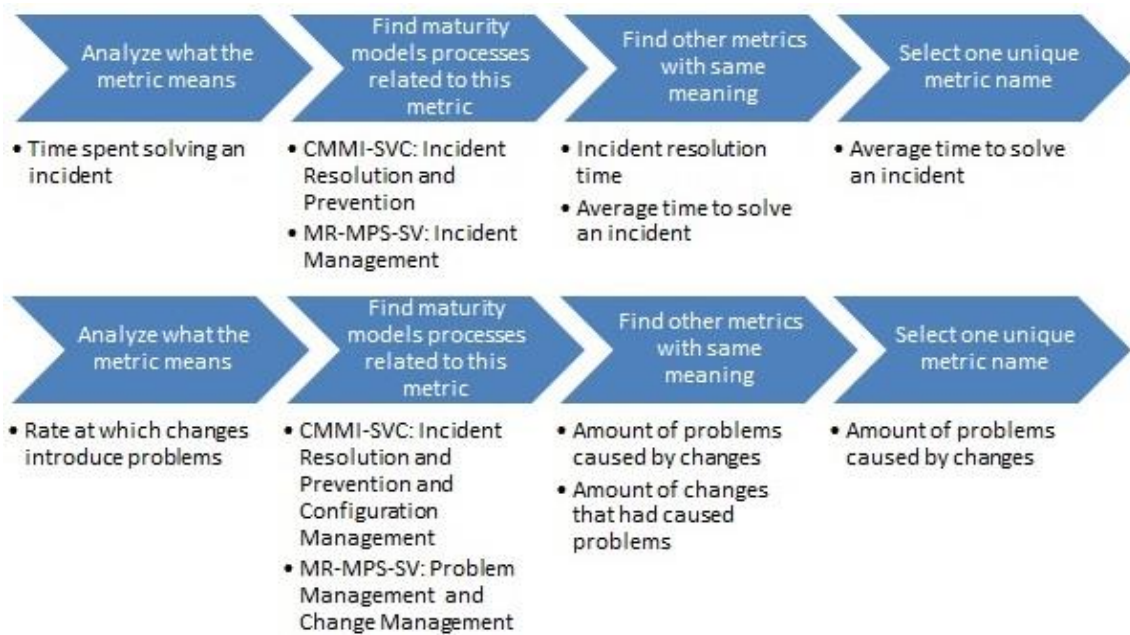 Analyze what the
metric means
Find maturity
models processes
related to this
metric
Find other metrics
with same
meaning
Select one unique
metric name
• Time spent solving an
incident
• CMMI-SVC: Incident
Resolution and
Prevention
• MR-MPS-SV: Incident
Management
• Incident resolution
time
• Average time to solve
an incident
• Average time to solve
an incident
Analyze what the
metric means
Find maturity
models processes
related to this
metric
Find other metrics
with same
meaning
Select one unique
metric name
• Rate at which changes
introduce problems
• CMMI-SVC: Incident
Resolution and
Prevention and
Configuration
Management
• MR-MPS-SV: Problem
Management and
Change Management
• Amount of problems
caused by changes
• Amount of changes
that had caused
problems
• Amount of problems
caused by changes